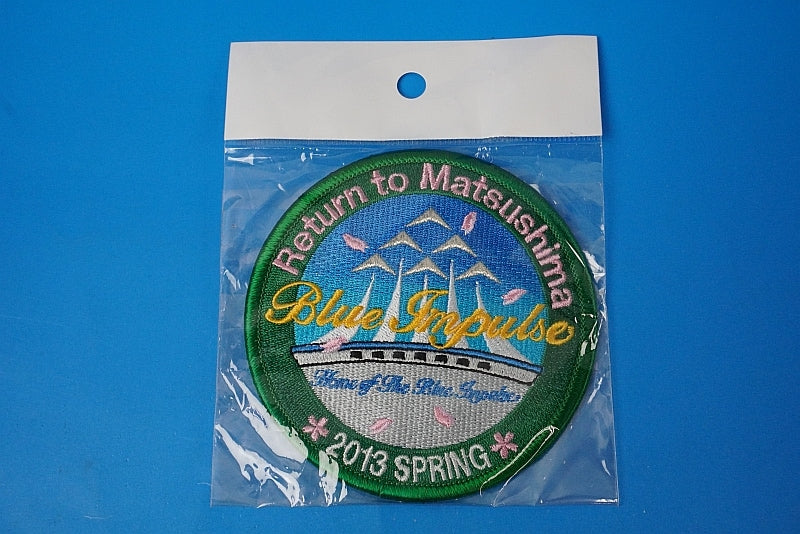 Return to Matsushima
Blue Impulse
Home of The Blue Impulse
2013 SPRING